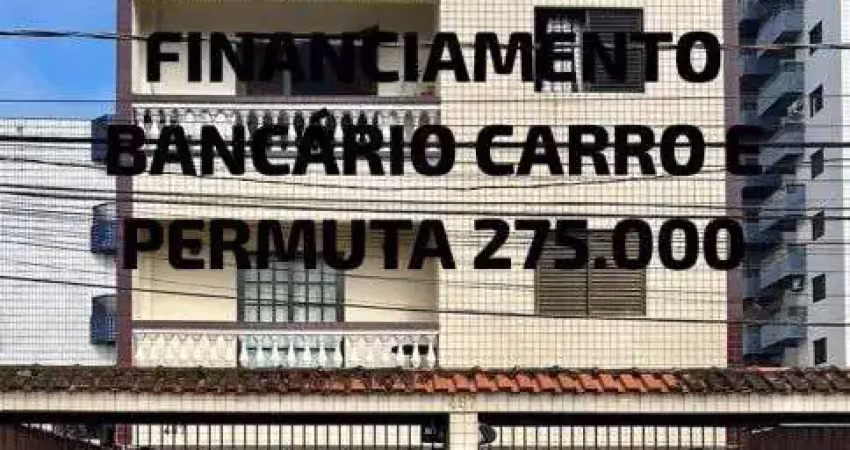 FINANCIAMENTO
BANCÁRIO CARRO E
PERMUTA 275.000